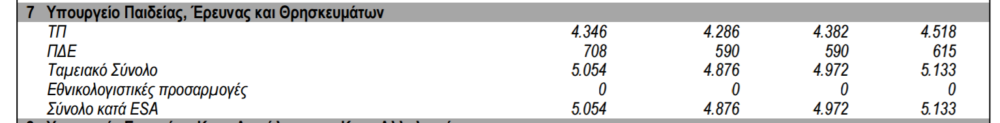 7 Υπουργείο Παιδείας, Έρευνας και Θρησκευμάτων
ΤΠ 4.346 4.286 4.382 4.518
ΠΔΕ 708 590 590 615
Ταμειακό Σύνολο 5.054 4.876 4.972 5.133
Εθνικολογιστικές προσαρμογές 0 0 0 0
Σύνολο κατά ESA 5.054 4.876 4.972 5.133